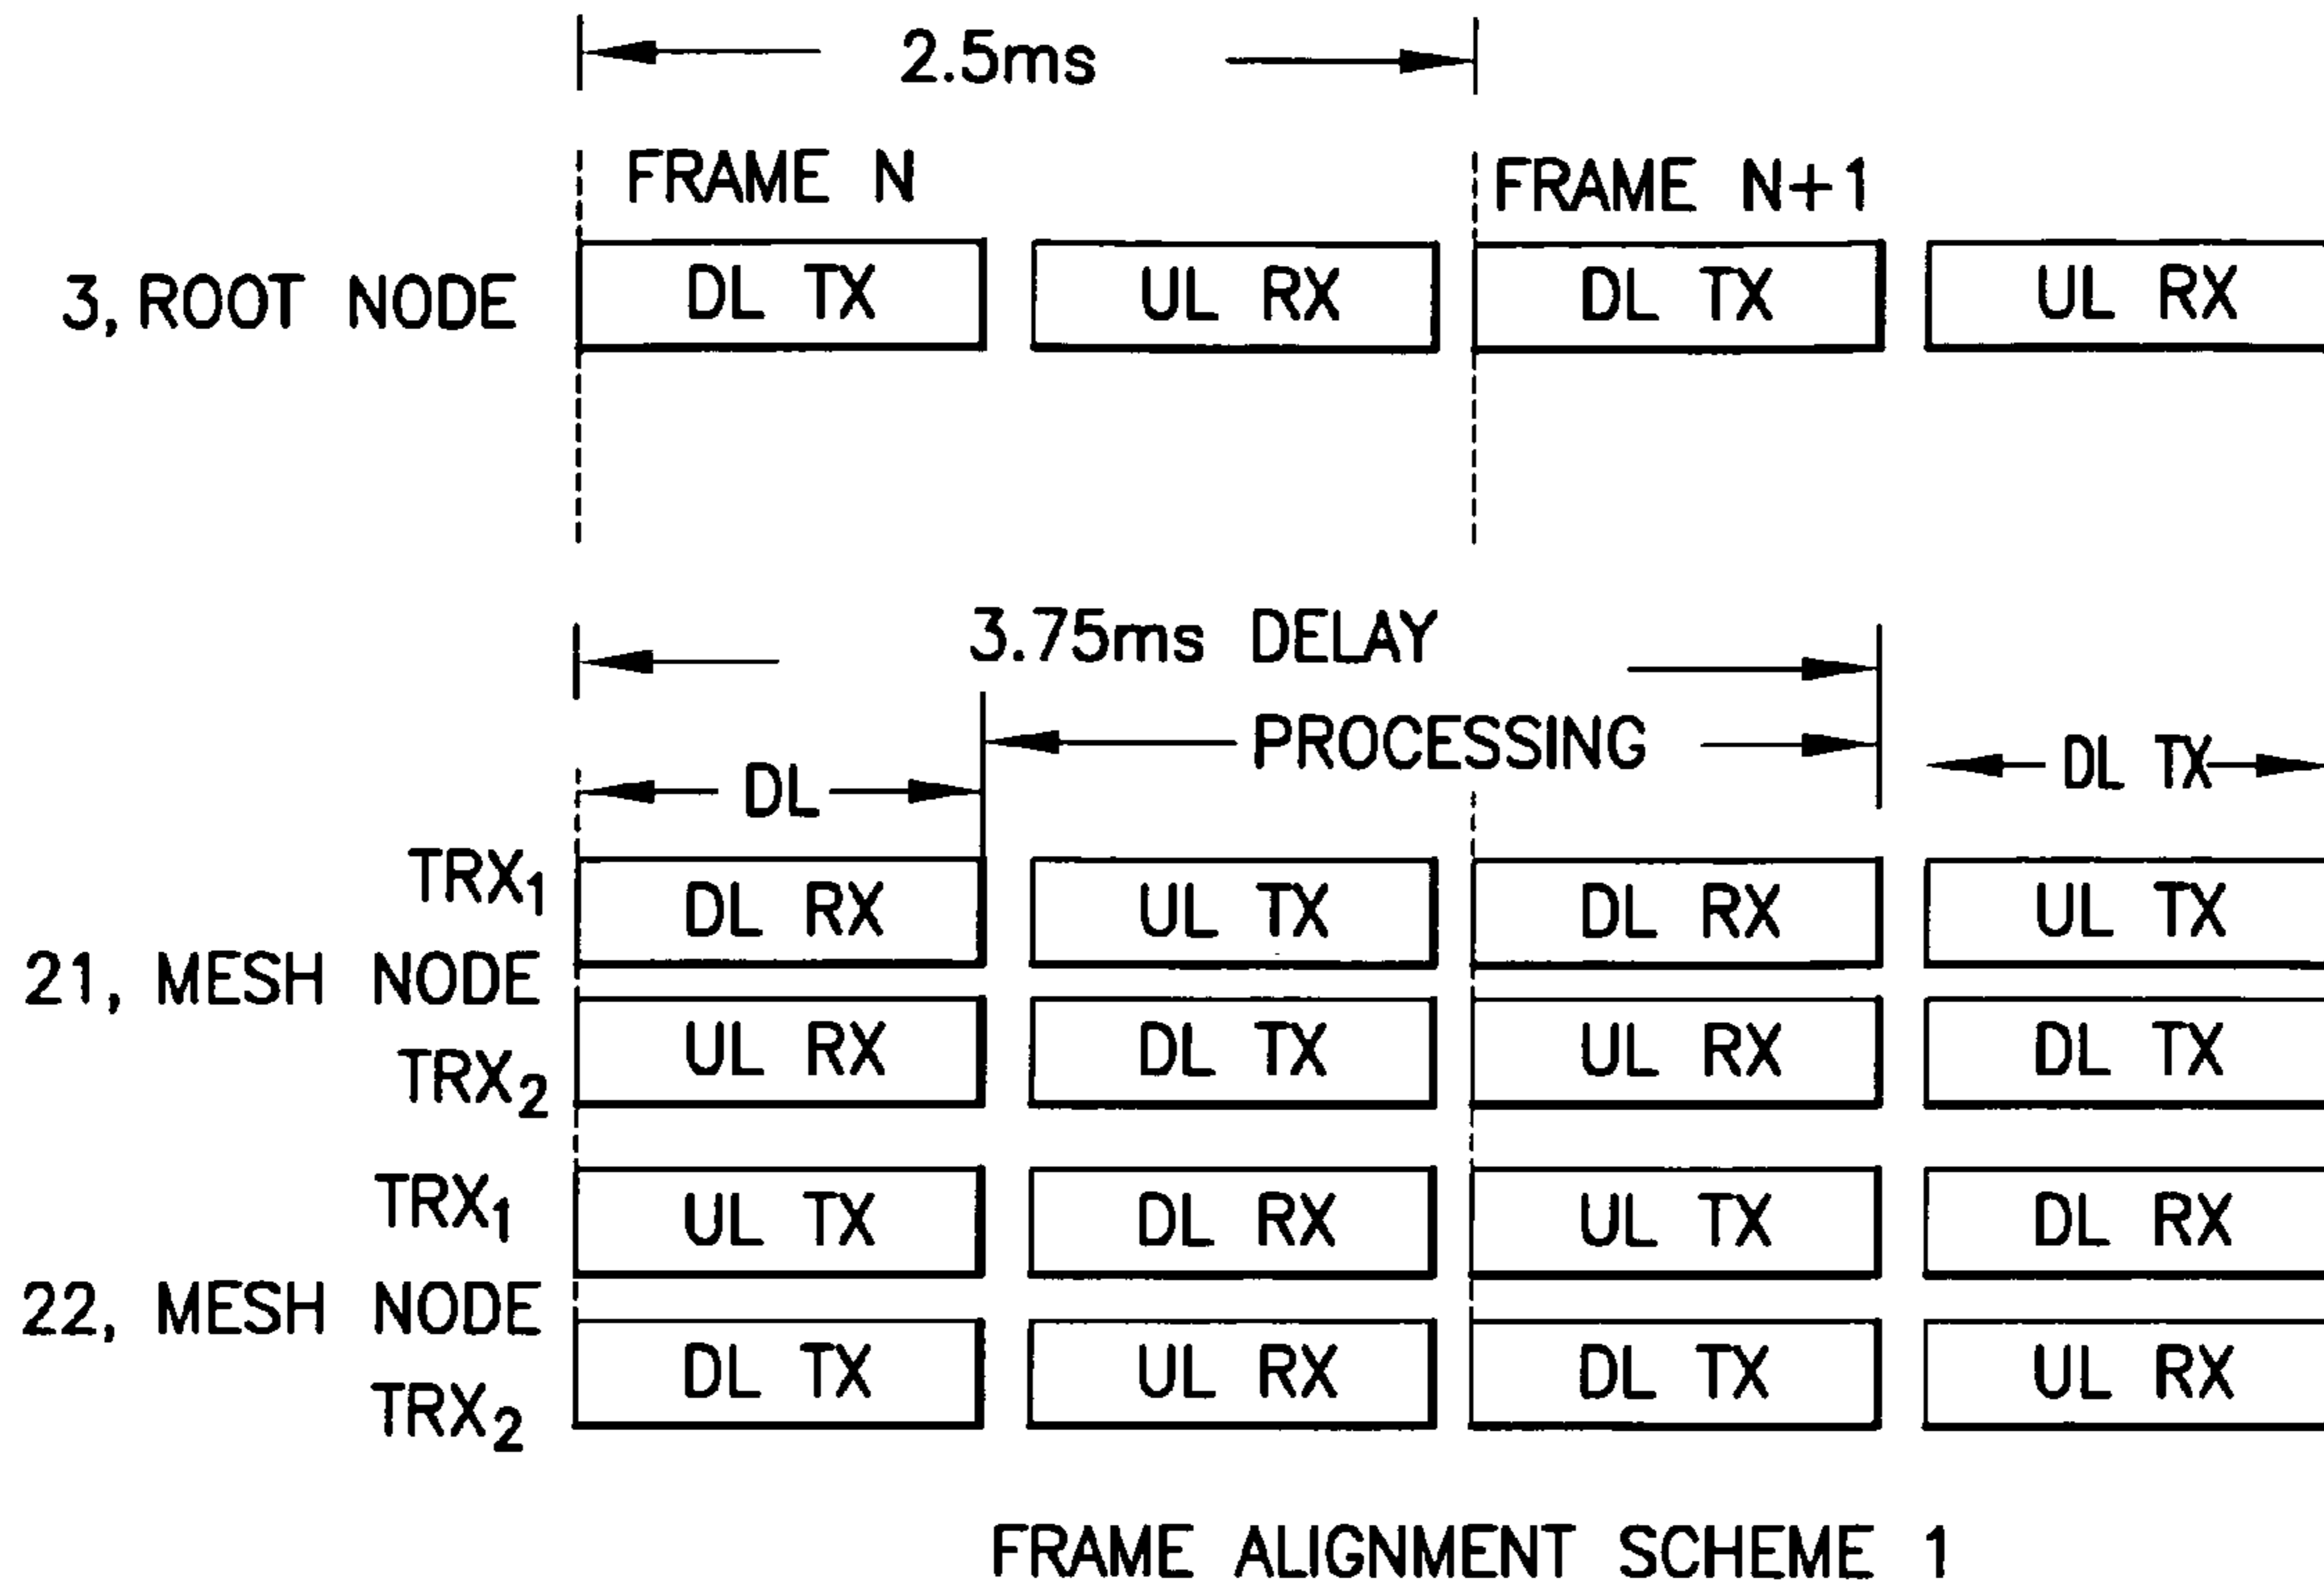 2.5ms
FRAME N FRAME N+1
3, ROOT NODE DL TX UL RX DL TX UL RX
3.75ms DELAY
PROCESSING
DL DL TX
TRX1 DL RX UL TX DL RX UL TX
21, MESH NODE
TRX2 UL RX DL TX UL RX DL TX
TRX1 UL TX DL RX UL TX DL RX
22, MESH NODE
TRX2 DL TX UL RX DL TX UL RX
FRAME ALIGNMENT SCHEME 1